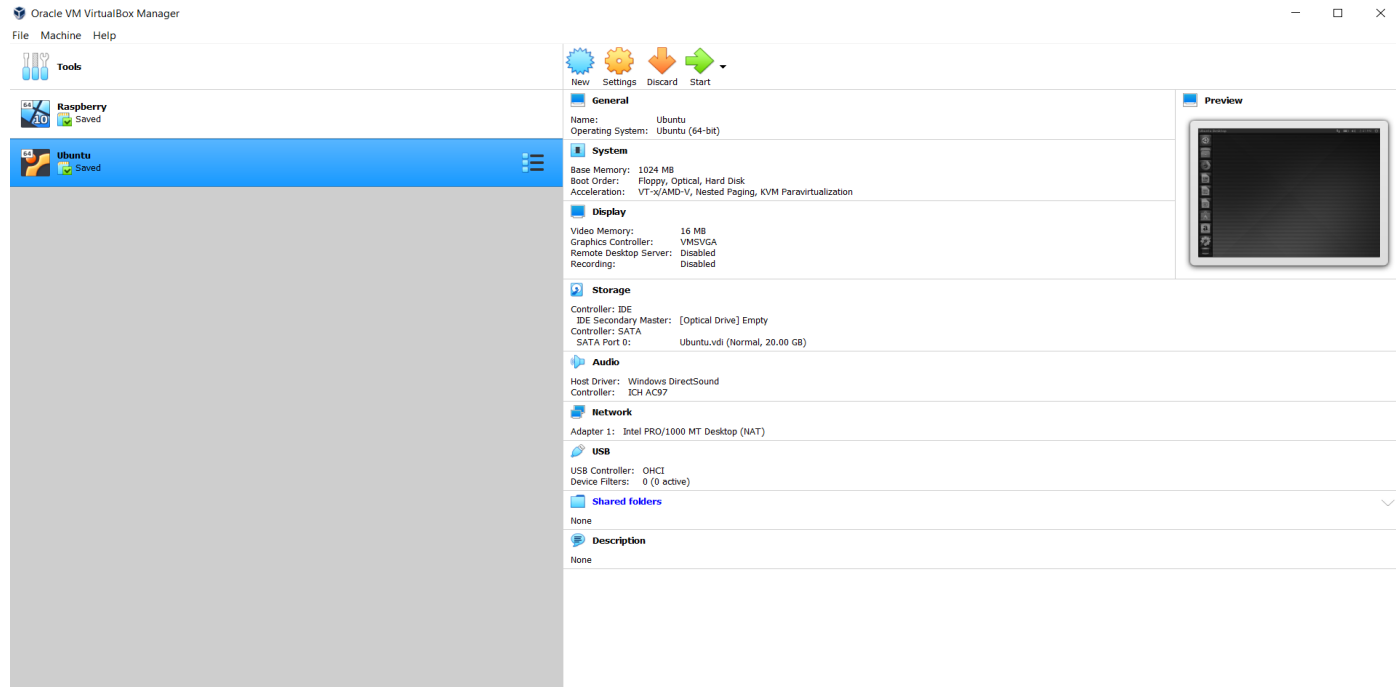 Oracle VM VirtualBox Manager
File Machine Help
Tools
64
10
Raspberry
Saved
64
Ubuntu
Saved
New Settings Discard Start
General
Name: Ubuntu
Operating System: Ubuntu (64-bit)
System
Base Memory: 1024 MB
Boot Order: Floppy, Optical, Hard Disk
Acceleration: VT-x/AMD-V, Nested Paging, KVM Paravirtualization
Display
Video Memory: 16 MB
Graphics Controller: VMSVGA
Remote Desktop Server: Disabled
Recording: Disabled
Storage
Controller: IDE
IDE Secondary Master: [Optical Drive] Empty
Controller: SATA
SATA Port 0: Ubuntu.vdi (Normal, 20.00 GB)
Audio
Host Driver: Windows DirectSound
Controller: ICH AC97
Network
Adapter 1: Intel PRO/1000 MT Desktop (NAT)
USB
USB Controller: OHCI
Device Filters: 0 (0 active)
Shared folders
None
Description
None
Preview